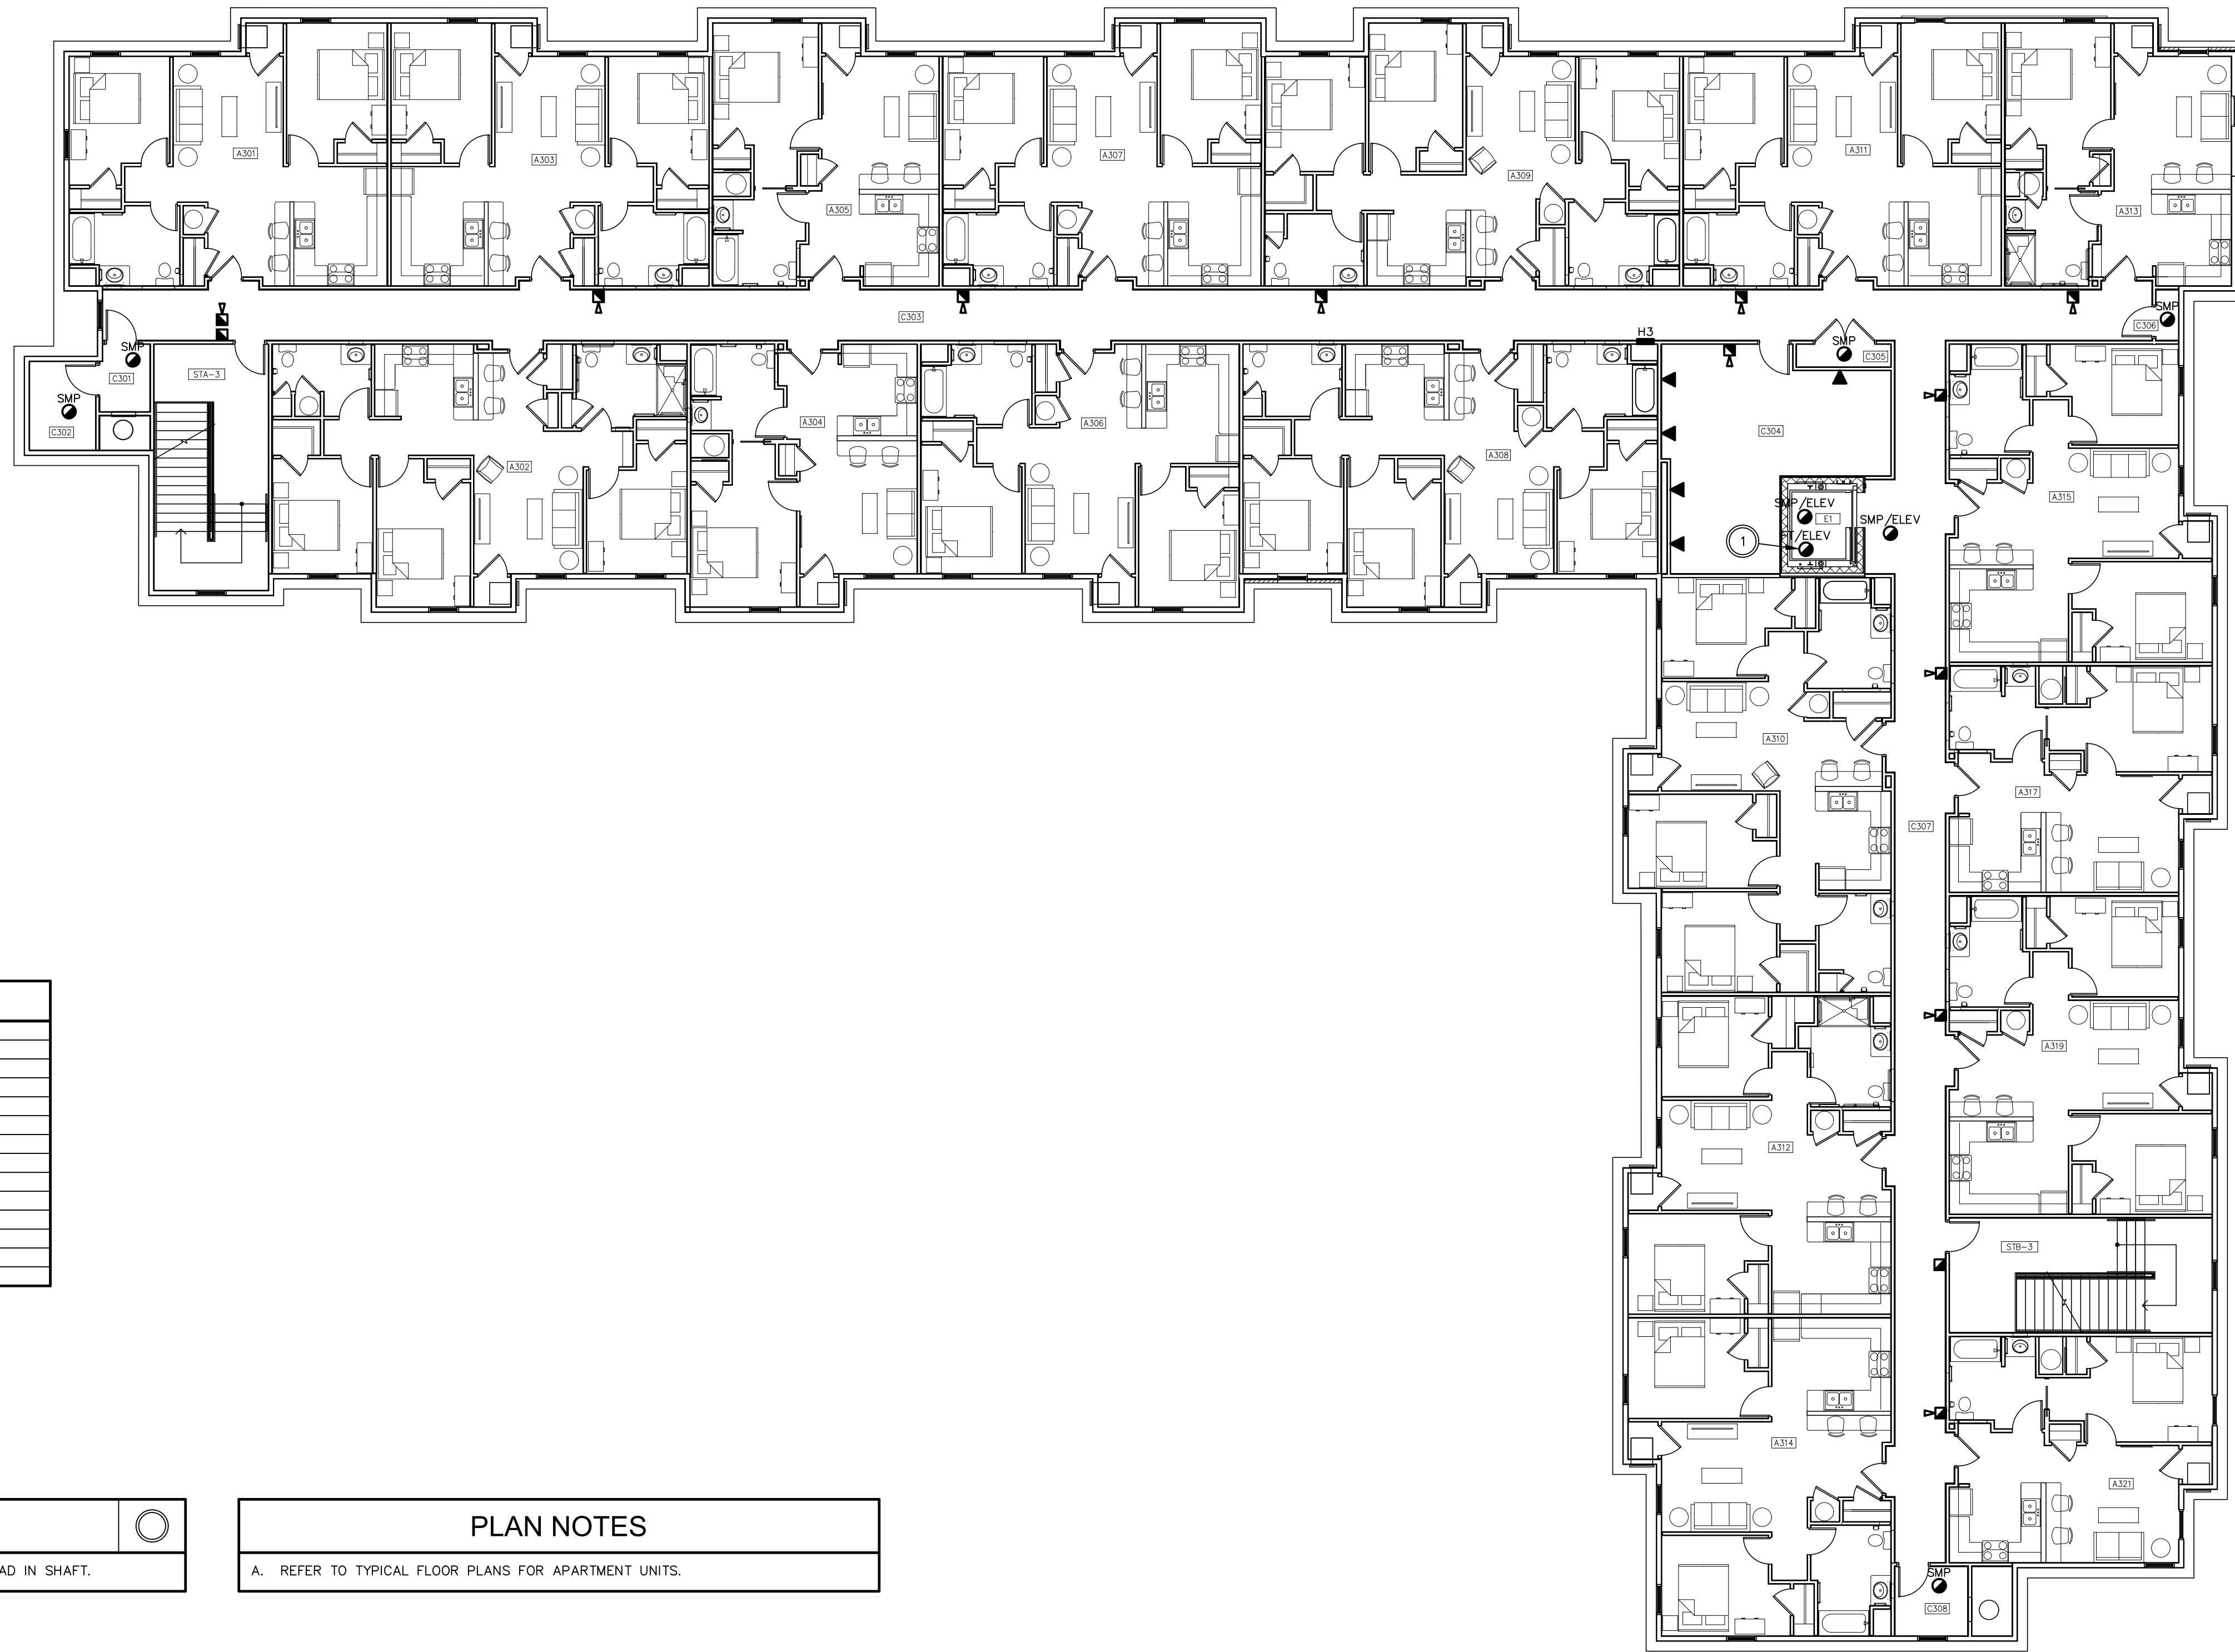 A301
A303
A305
A307
A309
A311
A313
C303
H3
SMP
C306
SMP
C301
STA-3
SMP
C302
A302
A304
A306
A308
SMP
C305
C304
SMP/ELEV
E1
SMP/ELEV
1
T/ELEV
A315
A310
A317
C307
A319
A312
STB-3
A314
A321
SMP
C308
AD IN SHAFT.
PLAN NOTES
A. REFER TO TYPICAL FLOOR PLANS FOR APARTMENT UNITS.